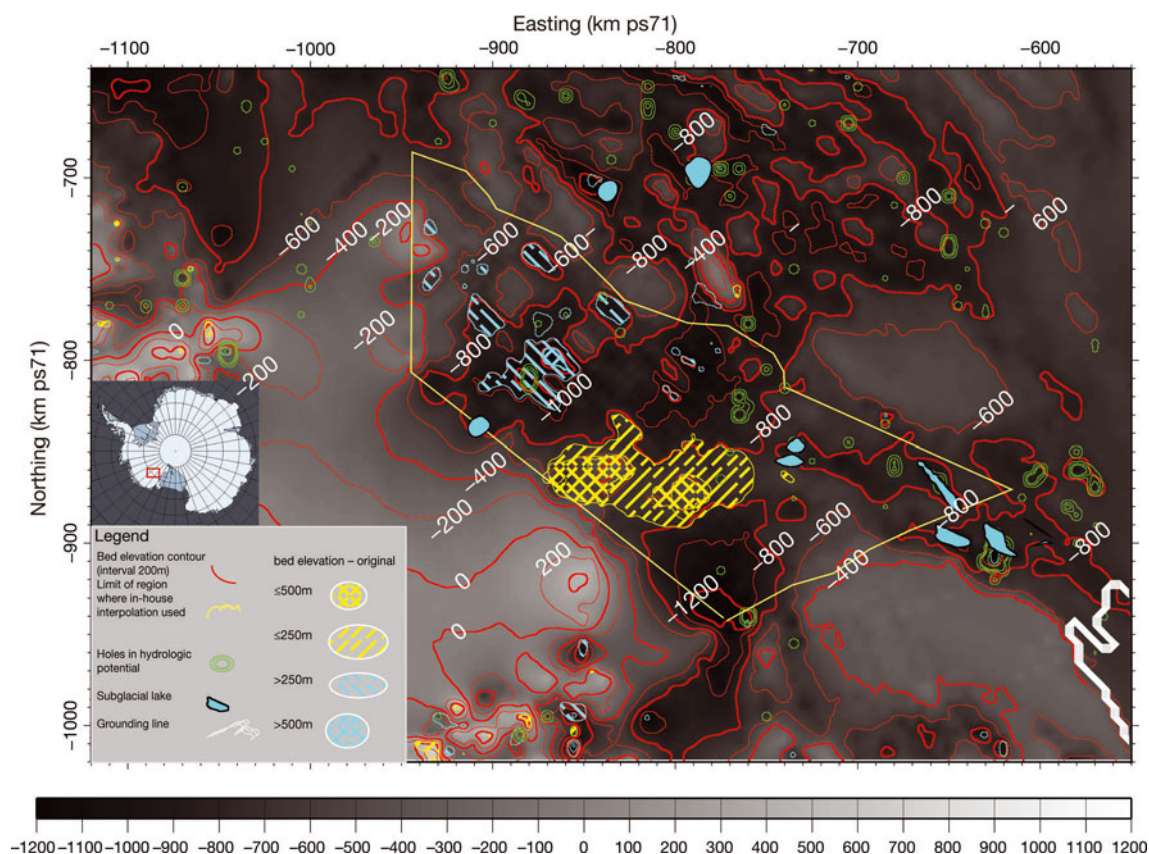 Easting (km ps71)
−1100 −1000 −900 −800 −700 −600
Northing (km ps71)
−700
−800
−900
−1000
−800
−200
−600
−400
−600
600
−800
−800
−400
600
−200
0
−200
−800
−1000
−600
−800
−400
−200
−800
−600
−800
−800
−400
0
200
−1200
0
Legend
Bed elevation contour
(interval 200m)
Limit of region
where in-house
interpolation used
Holes in hydrologic
potential
Subglacial lake
Grounding line
bed elevation – original
≤500m
≤250m
>250m
>500m
−1200 −1100 −1000 −900 −800 −700 −600 −500 −400 −300 −200 −100 0 100 200 300 400 500 600 700 800 900 1000 1100 1200